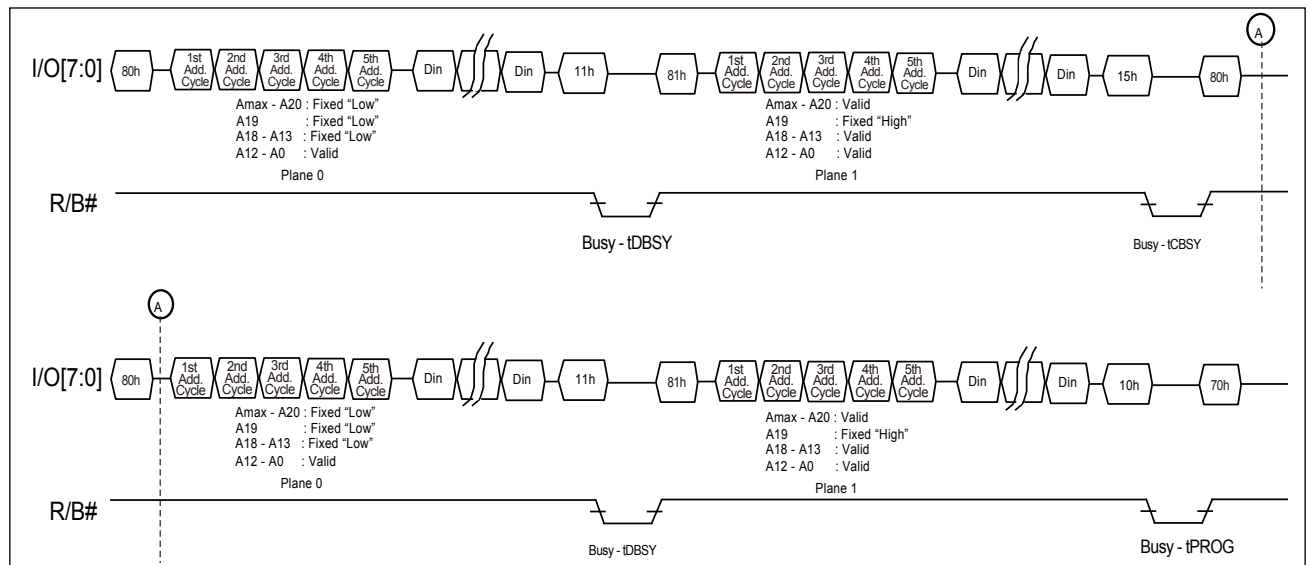 A
I/O[7:0] 80h 1st Add. Cycle 2nd Add. Cycle 3rd Add. Cycle 4th Add. Cycle 5th Add. Cycle Din Din 11h 81h 1st Add. Cycle 2nd Add. Cycle 3rd Add. Cycle 4th Add. Cycle 5th Add. Cycle Din Din 15h 80h
Amax - A20 : Fixed “Low”
A19 : Fixed “Low”
A18 - A13 : Fixed “Low”
A12 - A0 : Valid
Plane 0
Amax - A20 : Valid
A19 : Fixed “High”
A18 - A13 : Valid
A12 - A0 : Valid
Plane 1
R/B#
Busy - tDBSY
Busy - tCBSY
A
I/O[7:0] 80h 1st Add. Cycle 2nd Add. Cycle 3rd Add. Cycle 4th Add. Cycle 5th Add. Cycle Din Din 11h 81h 1st Add. Cycle 2nd Add. Cycle 3rd Add. Cycle 4th Add. Cycle 5th Add. Cycle Din Din 10h 70h
Amax - A20 : Fixed “Low”
A19 : Fixed “Low”
A18 - A13 : Fixed “Low”
A12 - A0 : Valid
Plane 0
Amax - A20 : Valid
A19 : Fixed “High”
A18 - A13 : Valid
A12 - A0 : Valid
Plane 1
R/B#
Busy - tDBSY
Busy - tPROG